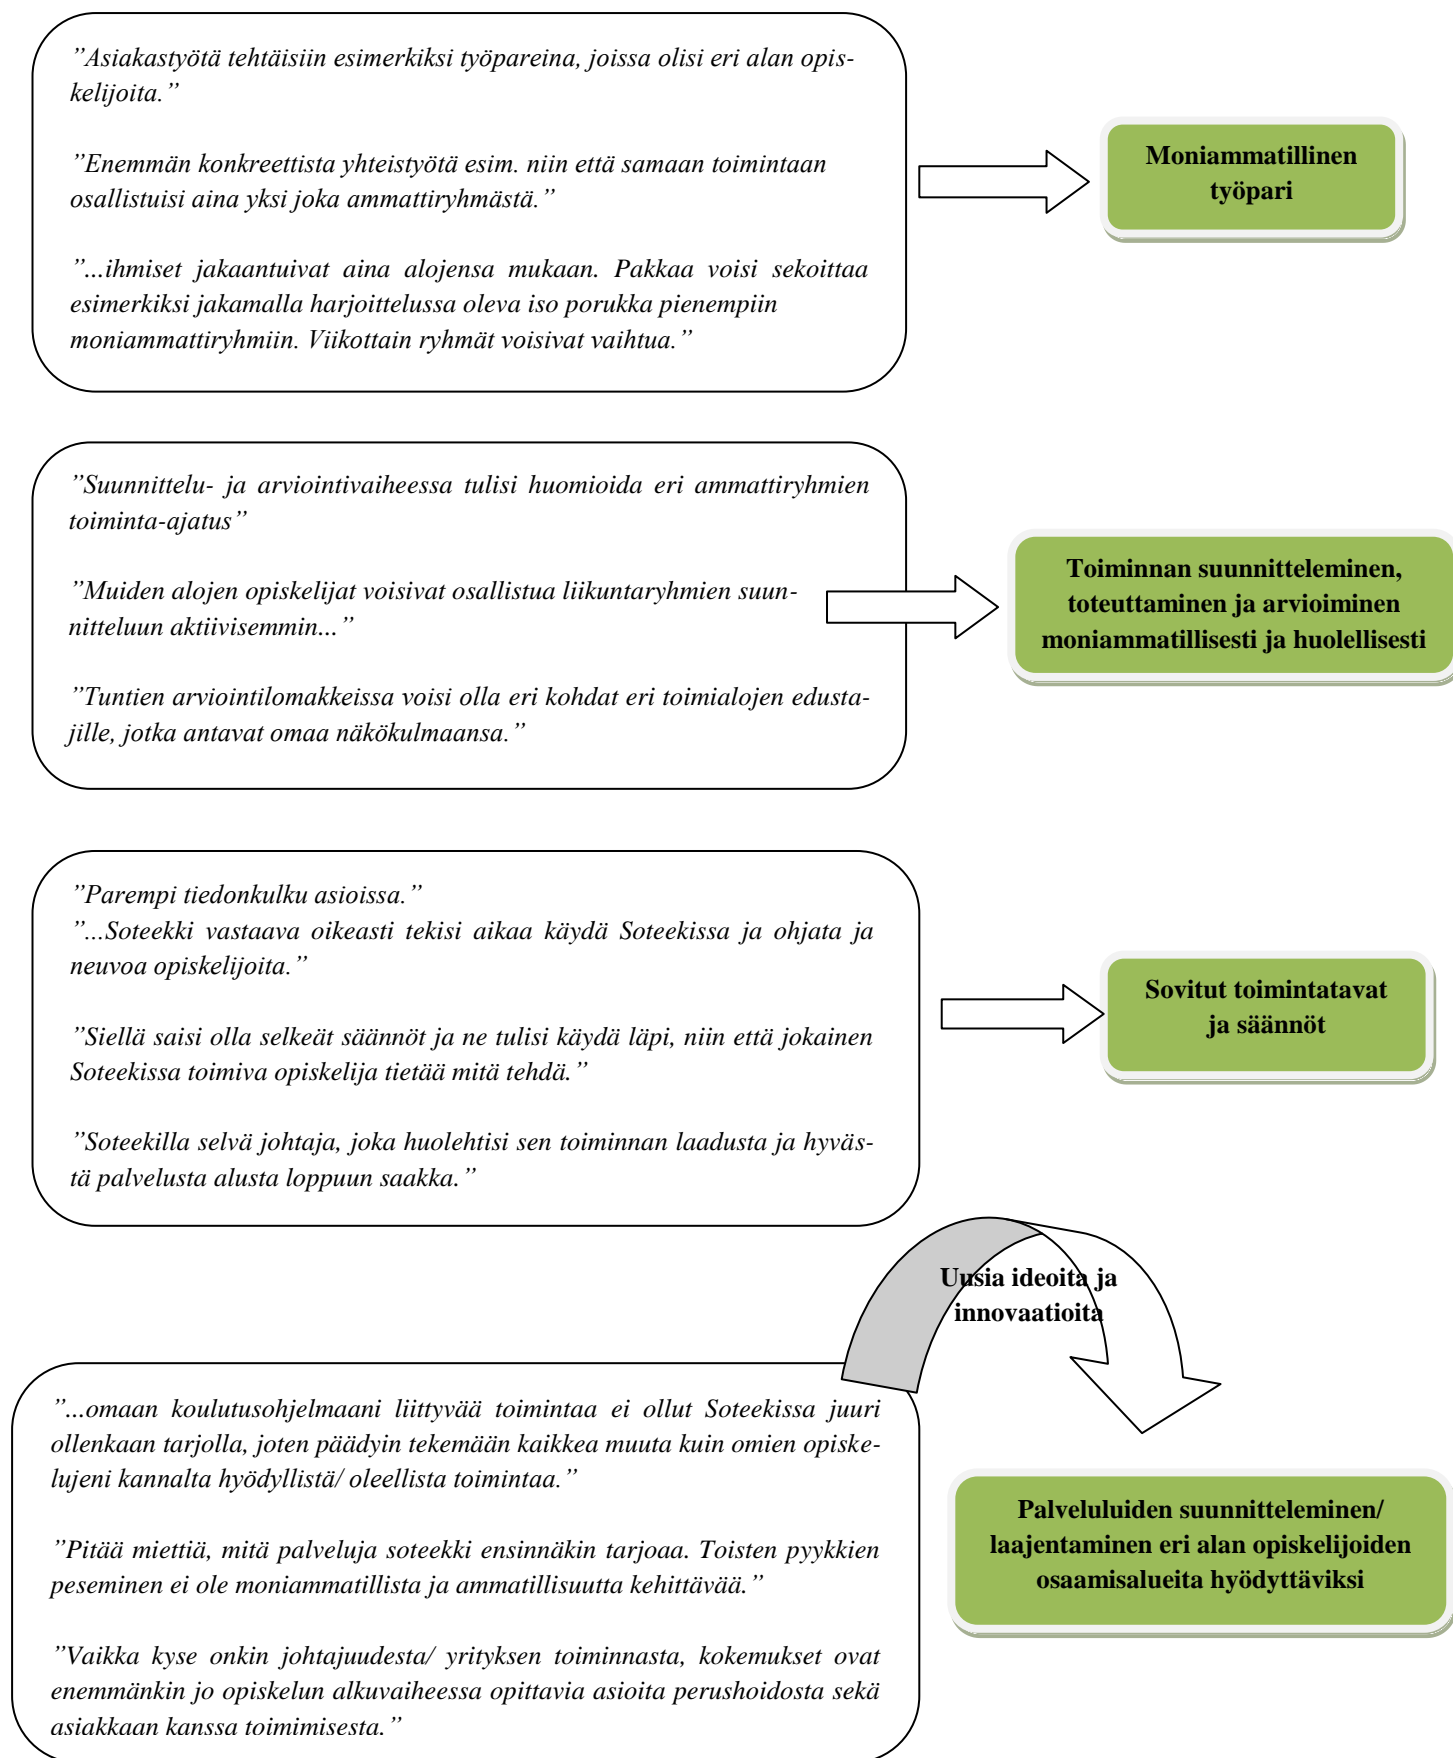 ”Asiakastyötä tehtäisiin esimerkiksi työpareina, joissa olisi eri alan opis-
kelijoita.”
”Enemmän konkreettista yhteistyötä esim. niin että samaan toimintaan
osallistuisi aina yksi joka ammattiryhmästä.”
”...ihmiset jakaantuivat aina alojensa mukaan. Pakkaa voisi sekoittaa
esimerkiksi jakamalla harjoittelussa oleva iso porukka pienempiin
moniammattiryhmiin. Viikottain ryhmät voisivat vaihtua.”
Moniammatillinen
työpari
”Suunnittelu- ja arviointivaiheessa tulisi huomioida eri ammattiryhmien
toiminta-ajatus”
”Muiden alojen opiskelijat voisivat osallistua liikuntaryhmien suun-
nitteluun aktiivisemmin...”
”Tuntien arviointilomakkeissa voisi olla eri kohdat eri toimialojen edusta-
jille, jotka antavat omaa näkökulmaansa.”
Toiminnan suunnitteleminen,
toteuttaminen ja arvioiminen
moniammatillisesti ja huolellisesti
”Parempi tiedonkulku asioissa.”
”...Soteekki vastaava oikeasti tekisi aikaa käydä Soteekissa ja ohjata ja
neuvoa opiskelijoita.”
”Siellä saisi olla selkeät säännöt ja ne tulisi käydä läpi, niin että jokainen
Soteekissa toimiva opiskelija tietää mitä tehdä.”
”Soteekilla selvä johtaja, joka huolehtisi sen toiminnan laadusta ja hyväs-
tä palvelusta alusta loppuun saakka.”
Sovitut toimintatavat
ja säännöt
Uusia ideoita ja
innovaatioita
”...omaan koulutusohjelmaani liittyvää toimintaa ei ollut Soteekissa juuri
ollenkaan tarjolla, joten päädyin tekemään kaikkea muuta kuin omien opiske-
lujeni kannalta hyödyllistä/ oleellista toimintaa.”
”Pitää miettiä, mitä palveluja soteekki ensinnäkin tarjoaa. Toisten pyykkien
peseminen ei ole moniammatillista ja ammatillisuutta kehittävää.”
”Vaikka kyse onkin johtajuudesta/ yrityksen toiminnasta, kokemukset ovat
enemmänkin jo opiskelun alkuvaiheessa opittavia asioita perushoidosta sekä
asiakkaan kanssa toimimisesta.”
Palveluluiden suunnitteleminen/
laajentaminen eri alan opiskelijoiden
osaamisalueita hyödyttäviksi